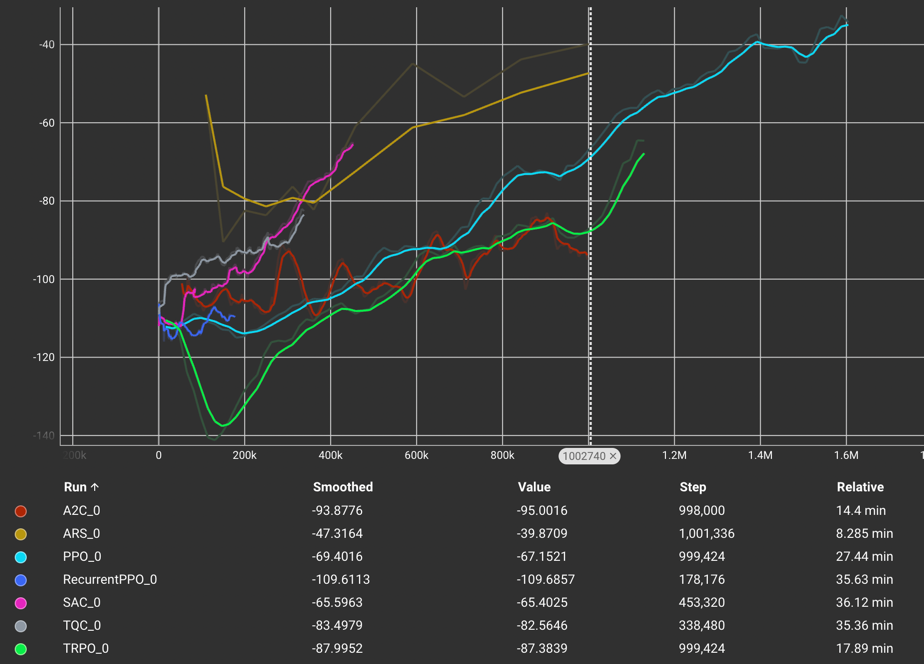 -40
-60
-80
-100
-120
-140
-200k 0 200k 400k 600k 800k 1002740 × 1.2M 1.4M 1.6M 1
Run ↑ Smoothed Value Step Relative
A2C_0 -93.8776 -95.0016 998,000 14.4 min
ARS_0 -47.3164 -39.8709 1,001,336 8.285 min
PPO_0 -69.4016 -67.1521 999,424 27.44 min
RecurrentPPO_0 -109.6113 -109.6857 178,176 35.63 min
SAC_0 -65.5963 -65.4025 453,320 36.12 min
TQC_0 -83.4979 -82.5646 338,480 35.36 min
TRPO_0 -87.9952 -87.3839 999,424 17.89 min